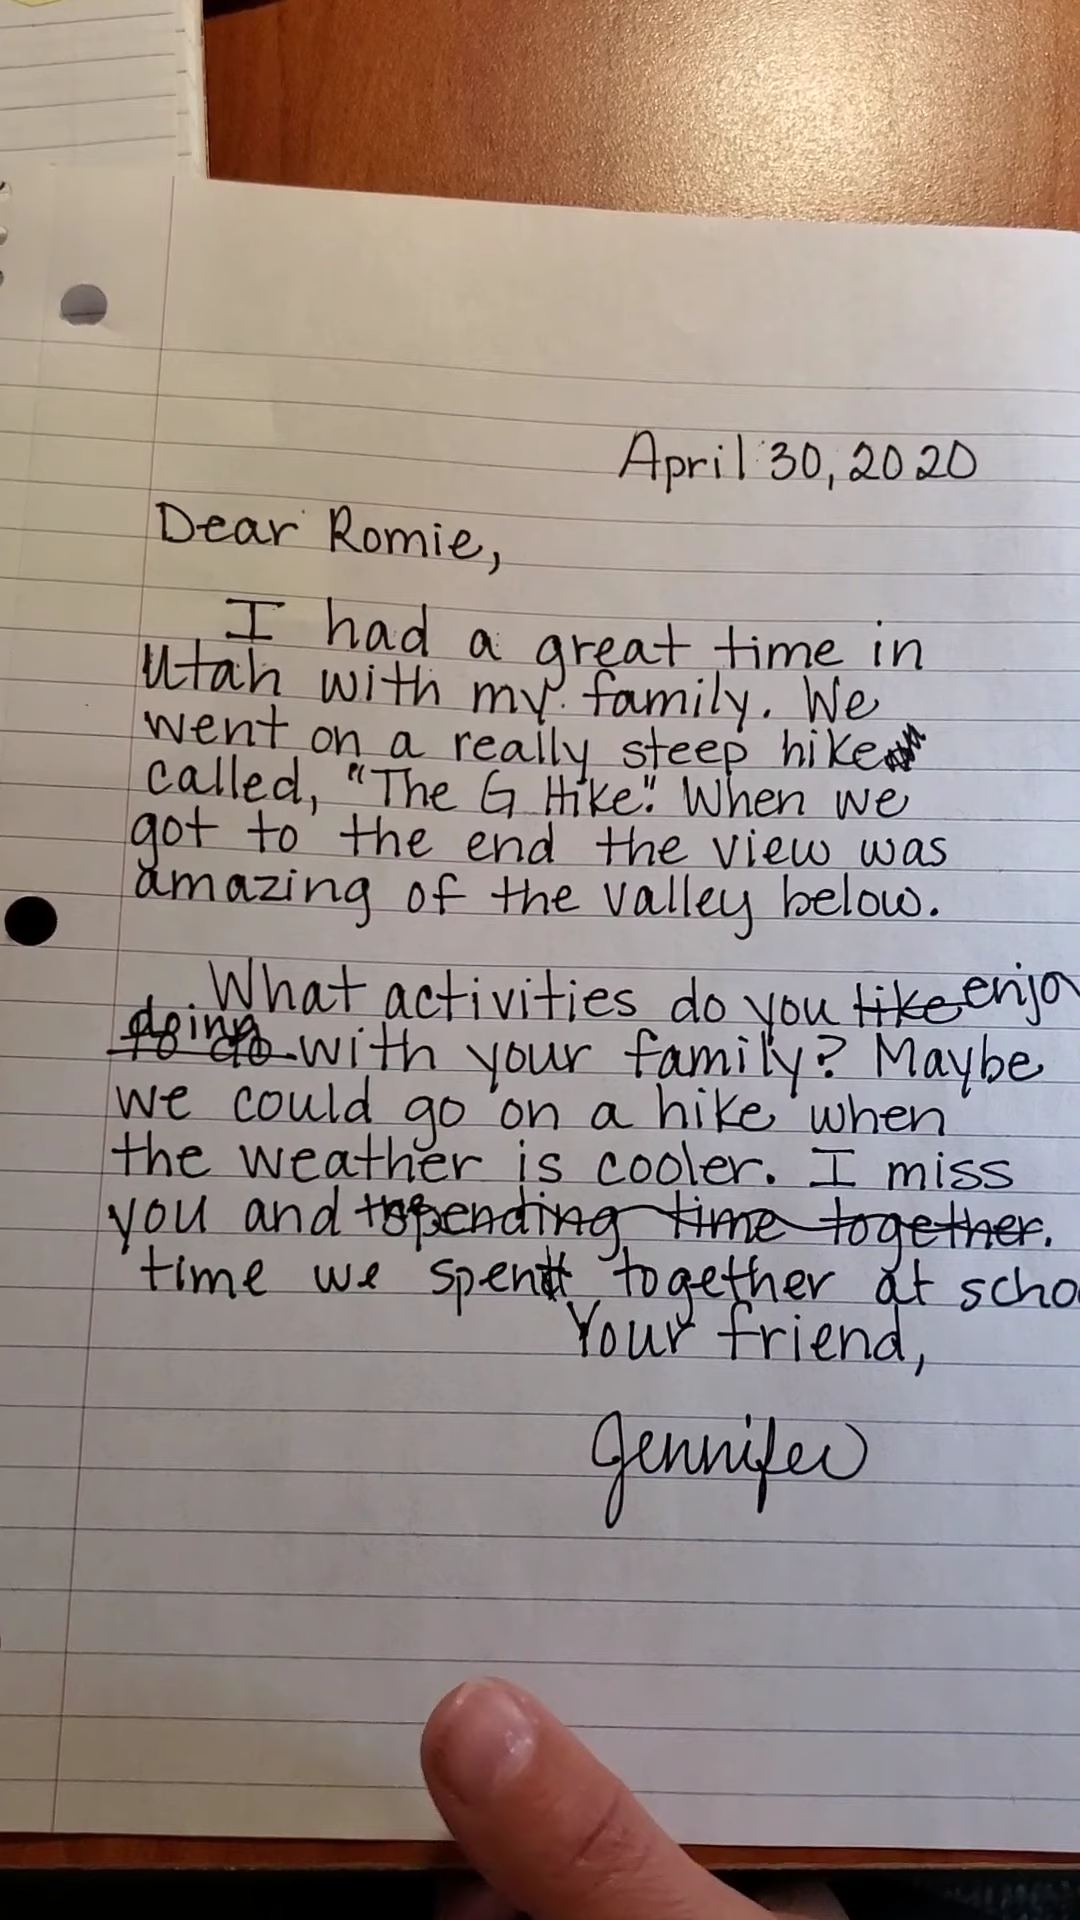 April 30, 2020
Dear Romie,
I had a great time in
Utah with my family. We
went on a really steep hike
called, "The G Hike." When we
got to the end the view was
amazing of the valley below.
What activities do you like enjo
doing
to do with your family? Maybe
we could go on a hike when
the weather is cooler. I miss
you and spending time together.
time we spent together at scho
Your friend,
Jennifer